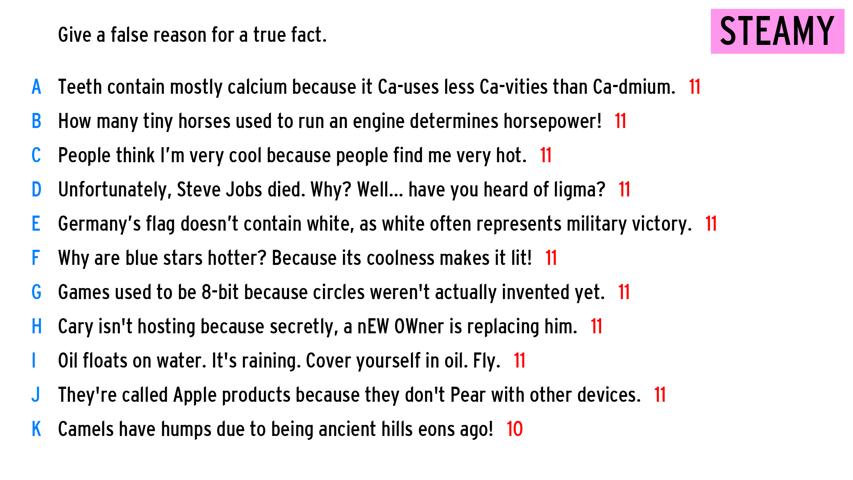 Give a false reason for a true fact.
STEAMY
A Teeth contain mostly calcium because it Ca-uses less Ca-vities than Ca-dmium. 11
B How many tiny horses used to run an engine determines horsepower! 11
C People think I'm very cool because people find me very hot. 11
D Unfortunately, Steve Jobs died. Why? Well... have you heard of ligma? 11
E Germany's flag doesn't contain white, as white often represents military victory. 11
F Why are blue stars hotter? Because its coolness makes it lit! 11
G Games used to be 8-bit because circles weren't actually invented yet. 11
H Cary isn't hosting because secretly, a nEW OWner is replacing him. 11
I Oil floats on water. It's raining. Cover yourself in oil. Fly. 11
J They're called Apple products because they don't Pear with other devices. 11
K Camels have humps due to being ancient hills eons ago! 10